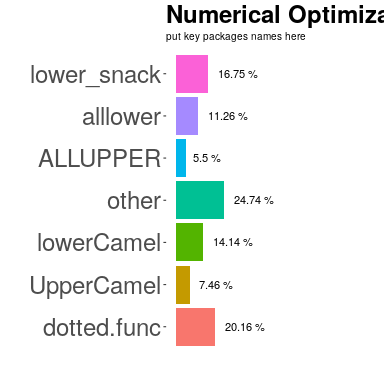 Numerical Optimiza
put key packages names here
lower_snack 16.75 %
alllower 11.26 %
ALLUPPER 5.5 %
other 24.74 %
lowerCamel 14.14 %
UpperCamel 7.46 %
dotted.func 20.16 %